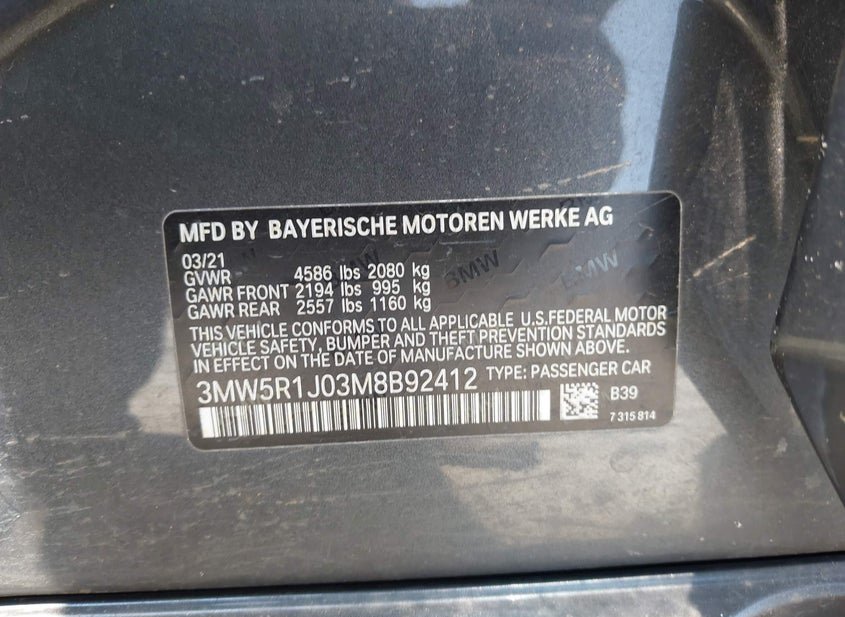 MFD BY BAYERISCHE MOTOREN WERKE AG
03/21
GVWR 4586 lbs 2080 kg
GAWR FRONT 2194 lbs 995 kg
GAWR REAR 2557 lbs 1160 kg
THIS VEHICLE CONFORMS TO ALL APPLICABLE U.S.FEDERAL MOTOR
VEHICLE SAFETY, BUMPER AND THEFT PREVENTION STANDARDS
IN EFFECT ON THE DATE OF MANUFACTURE SHOWN ABOVE.
3MW5R1J03M8B92412 TYPE: PASSENGER CAR
B39
7 315 814
BMW
BMW
BMW